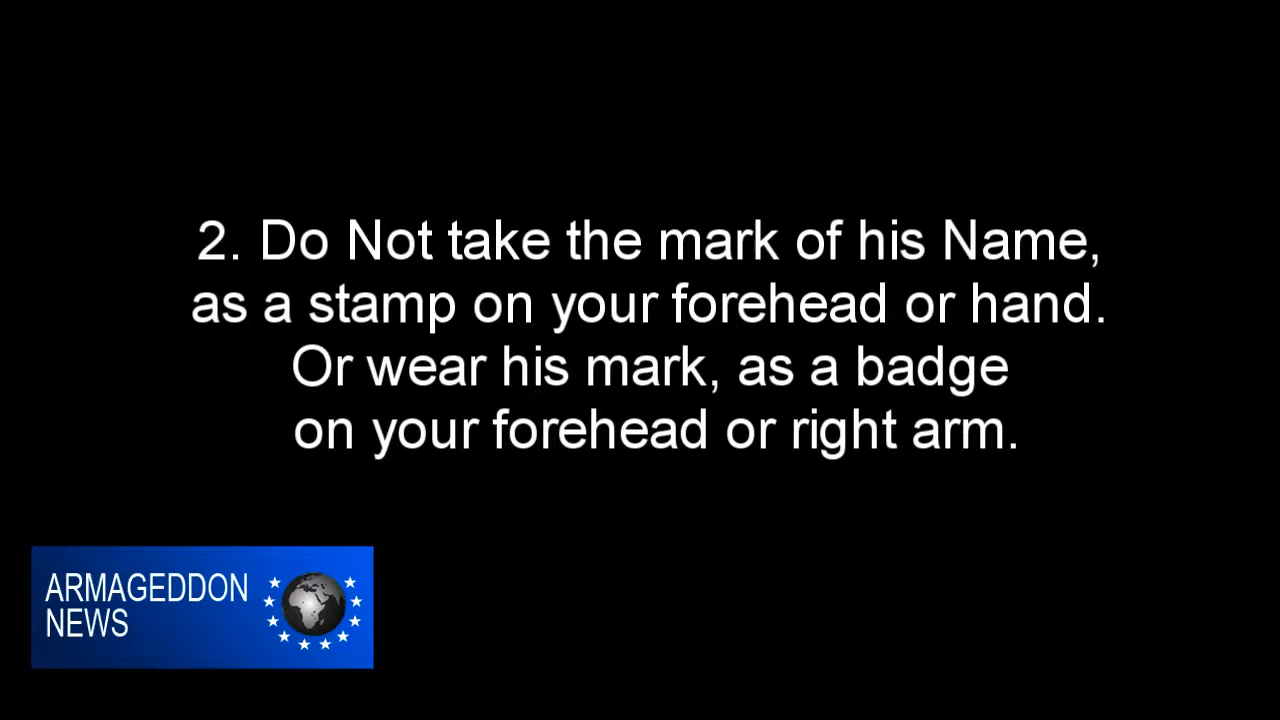 2. Do Not take the mark of his Name,
as a stamp on your forehead or hand.
Or wear his mark, as a badge
on your forehead or right arm.
ARMAGEDDON
NEWS